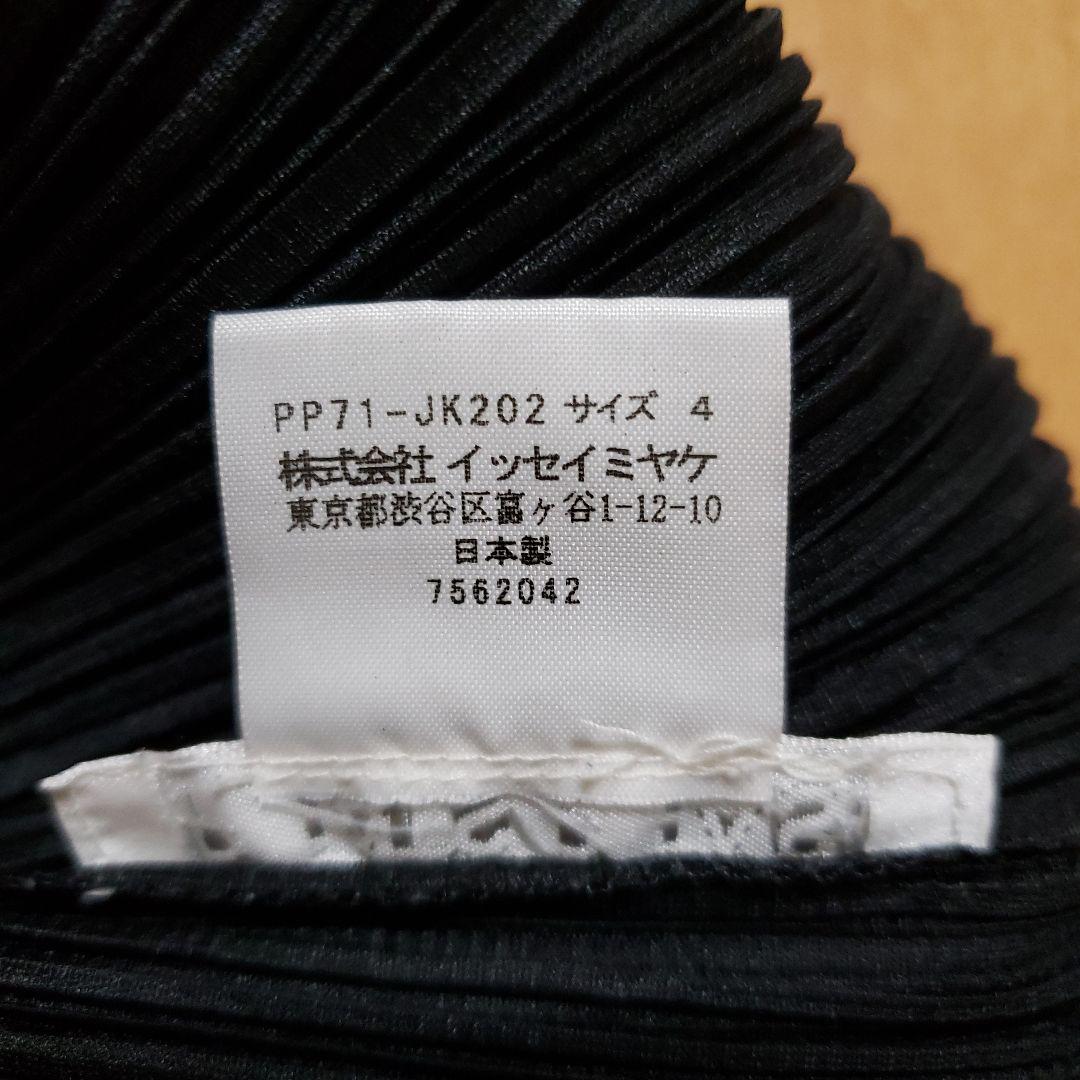 PP71-JK202 サイズ 4
株式会社イッセイミヤケ
東京都渋谷区富ヶ谷1-12-10
日本製
7562042